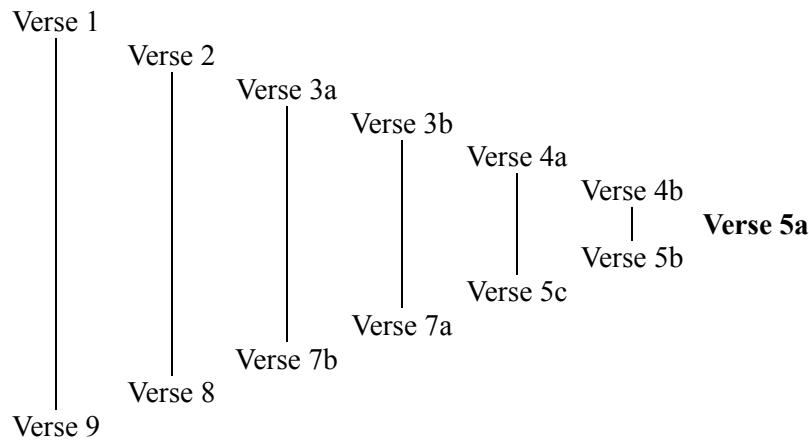 Verse 1
Verse 2
Verse 3a
Verse 3b
Verse 4a
Verse 4b
Verse 5a
Verse 5b
Verse 5c
Verse 7a
Verse 7b
Verse 8
Verse 9